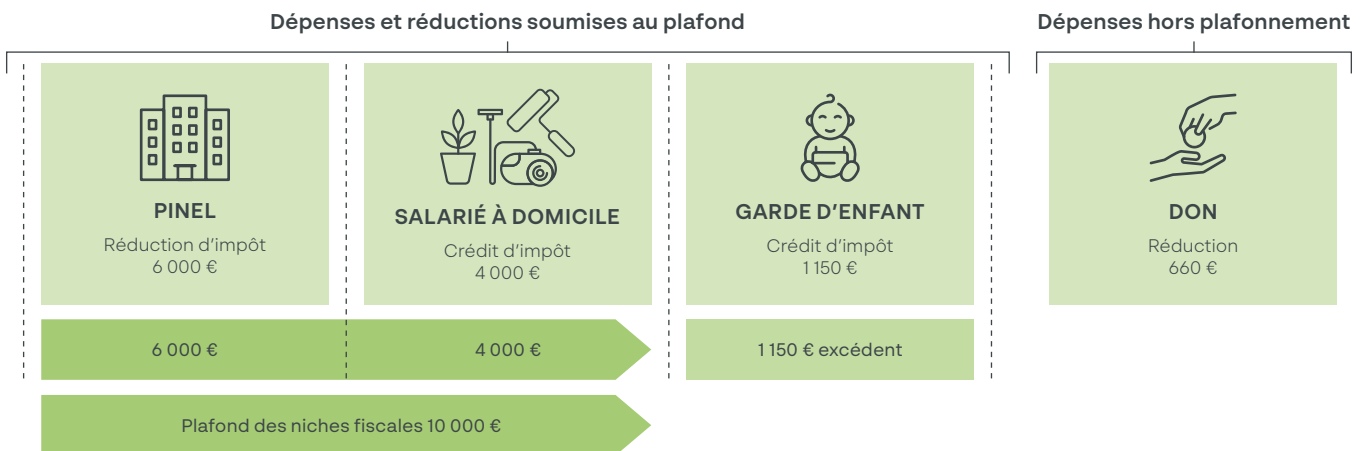 Dépenses et réductions soumises au plafond
Dépenses hors plafonnement
PINEL
Réduction d'impôt
6 000 €
SALARIÉ À DOMICILE
Crédit d'impôt
4 000 €
GARDE D'ENFANT
Crédit d'impôt
1 150 €
DON
Réduction
660 €
6 000 €
4 000 €
1 150 € excédent
Plafond des niches fiscales 10 000 €